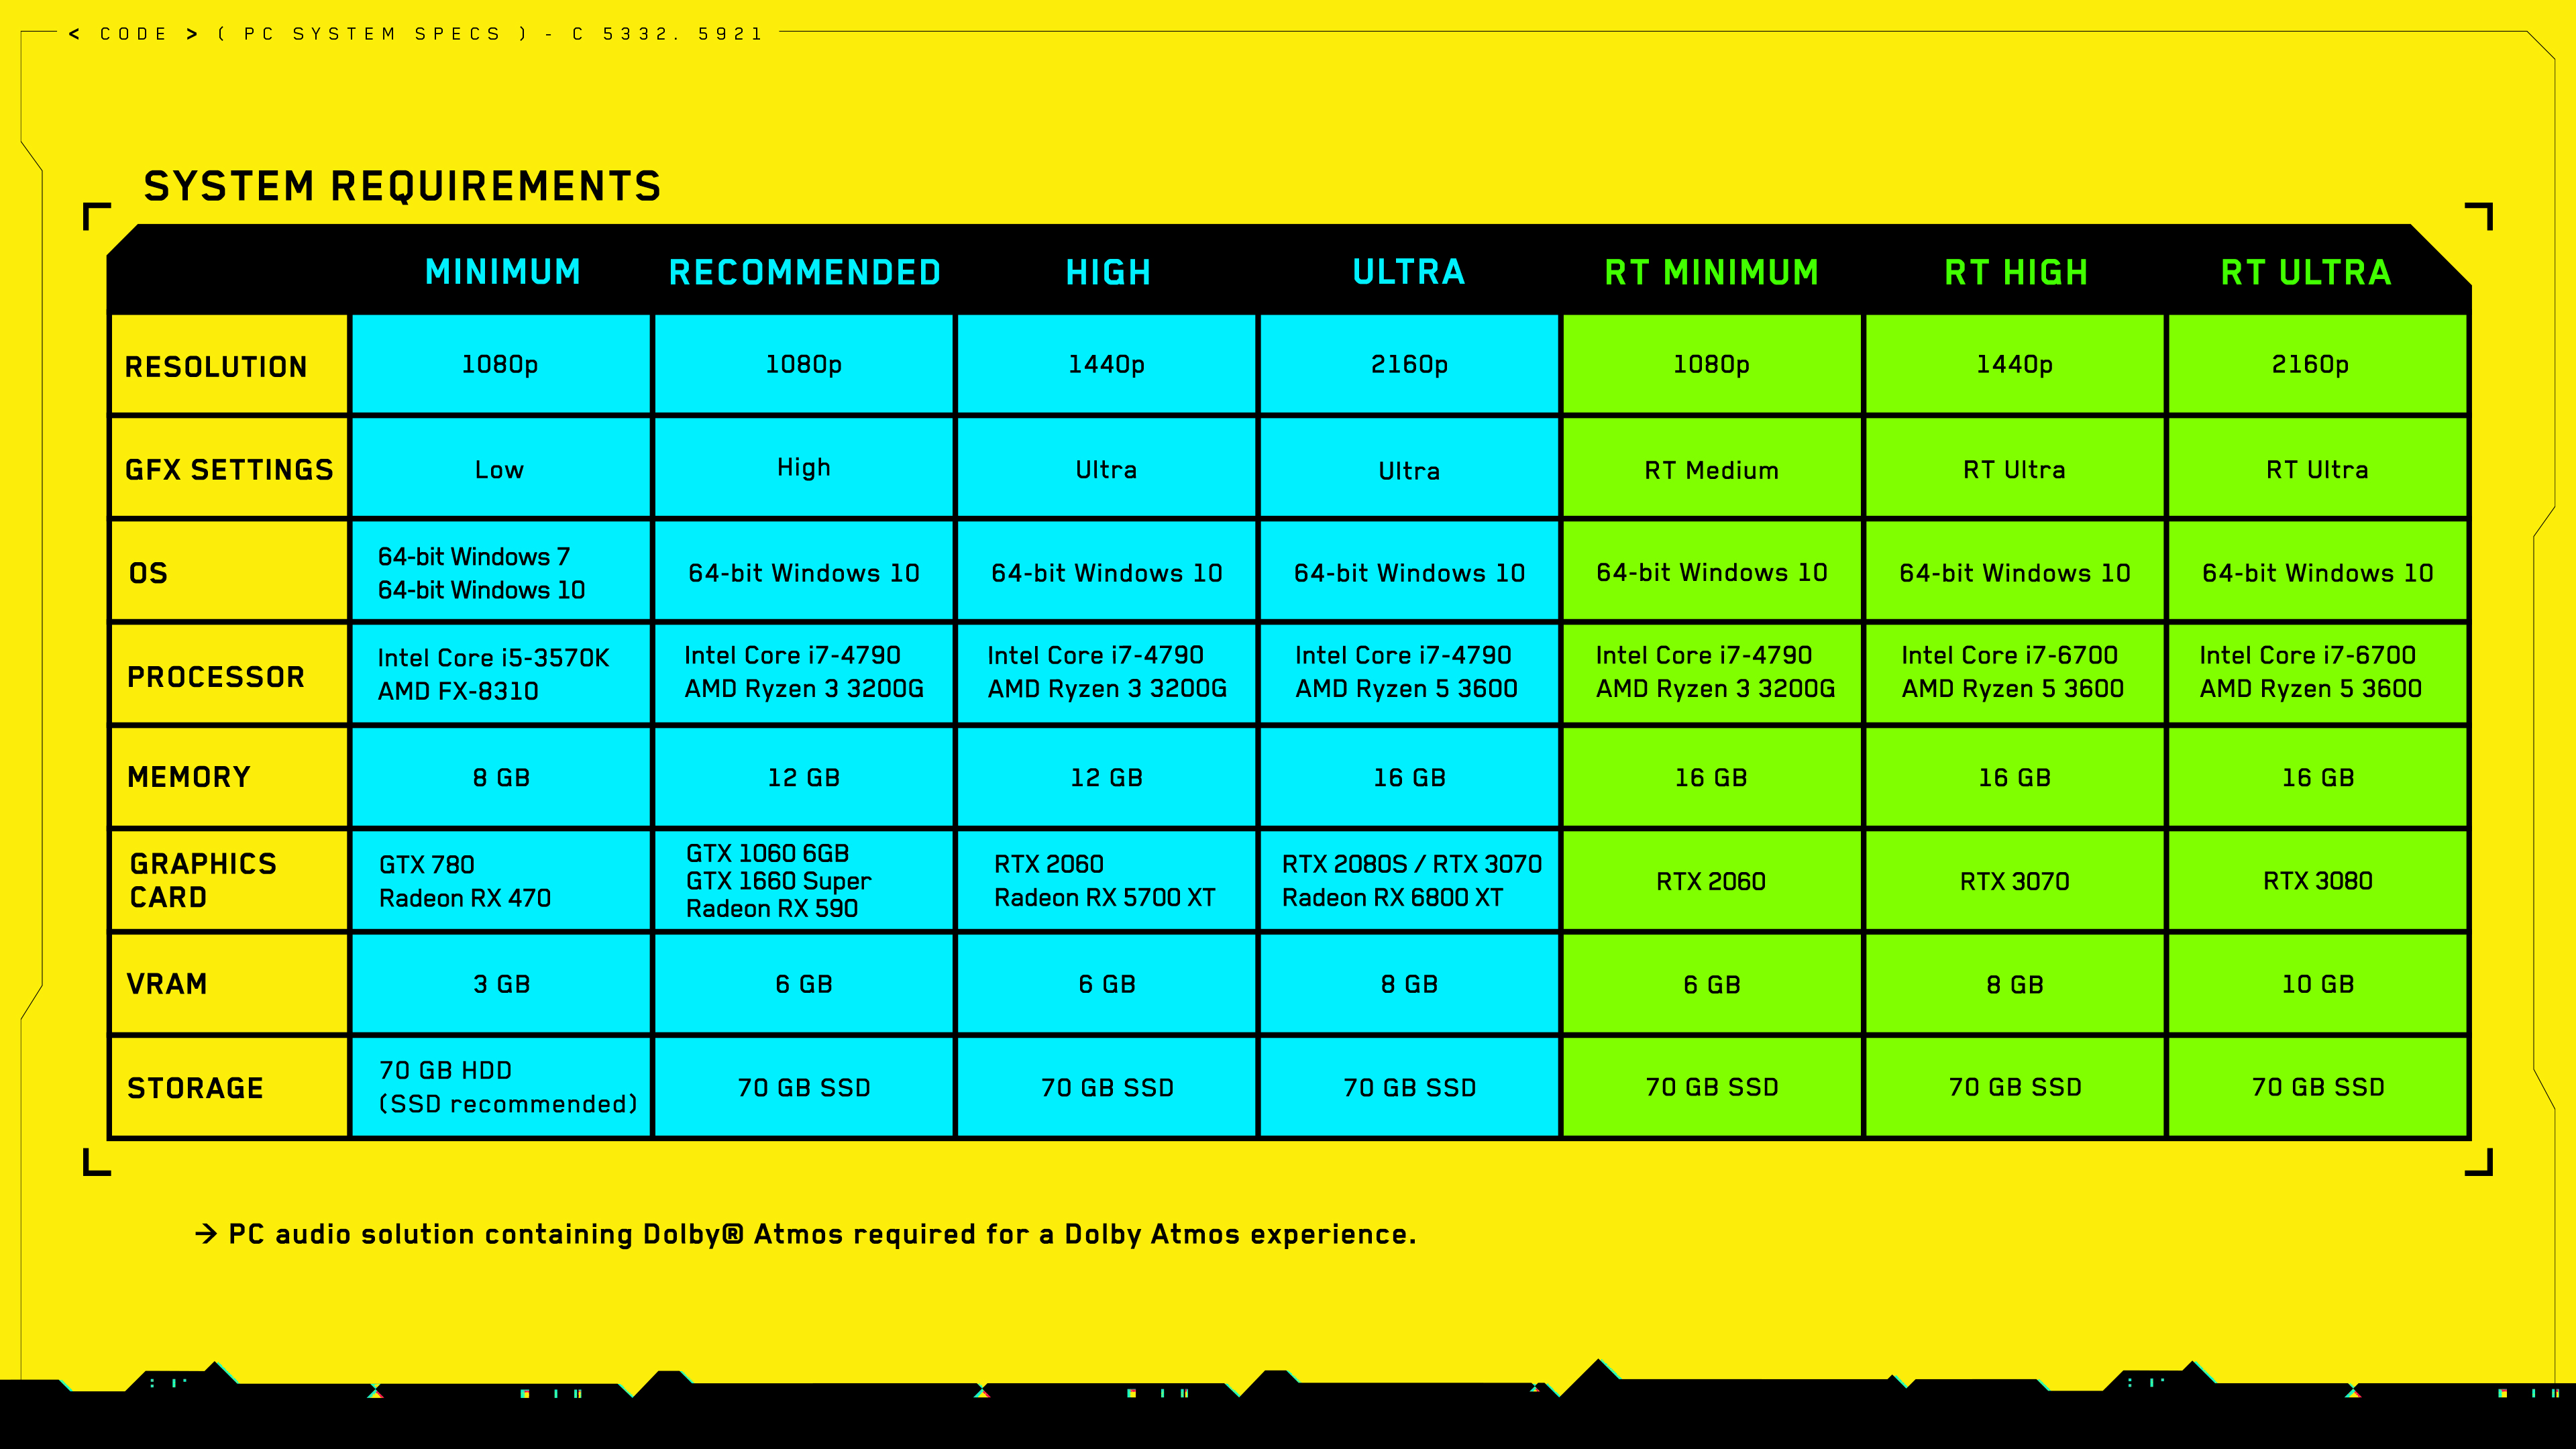 < CODE > ( PC SYSTEM SPECS ) - C 5332. 5921
SYSTEM REQUIREMENTS
MINIMUM RECOMMENDED HIGH ULTRA RT MINIMUM RT HIGH RT ULTRA
RESOLUTION 1080p 1080p 1440p 2160p 1080p 1440p 2160p
GFX SETTINGS Low High Ultra Ultra RT Medium RT Ultra RT Ultra
OS
64-bit Windows 7
64-bit Windows 10
64-bit Windows 10
64-bit Windows 10
64-bit Windows 10
64-bit Windows 10
64-bit Windows 10
64-bit Windows 10
PROCESSOR
Intel Core i5-3570K
AMD FX-8310
Intel Core i7-4790
AMD Ryzen 3 3200G
Intel Core i7-4790
AMD Ryzen 3 3200G
Intel Core i7-4790
AMD Ryzen 5 3600
Intel Core i7-4790
AMD Ryzen 3 3200G
Intel Core i7-6700
AMD Ryzen 5 3600
Intel Core i7-6700
AMD Ryzen 5 3600
MEMORY 8 GB 12 GB 12 GB 16 GB 16 GB 16 GB 16 GB
GRAPHICS
CARD
GTX 780
Radeon RX 470
GTX 1060 6GB
GTX 1660 Super
Radeon RX 590
RTX 2060
Radeon RX 5700 XT
RTX 2080S / RTX 3070
Radeon RX 6800 XT
RTX 2060
RTX 3070
RTX 3080
VRAM 3 GB 6 GB 6 GB 8 GB 6 GB 8 GB 10 GB
STORAGE
70 GB HDD
(SSD recommended)
70 GB SSD
70 GB SSD
70 GB SSD
70 GB SSD
70 GB SSD
70 GB SSD
→ PC audio solution containing Dolby® Atmos required for a Dolby Atmos experience.